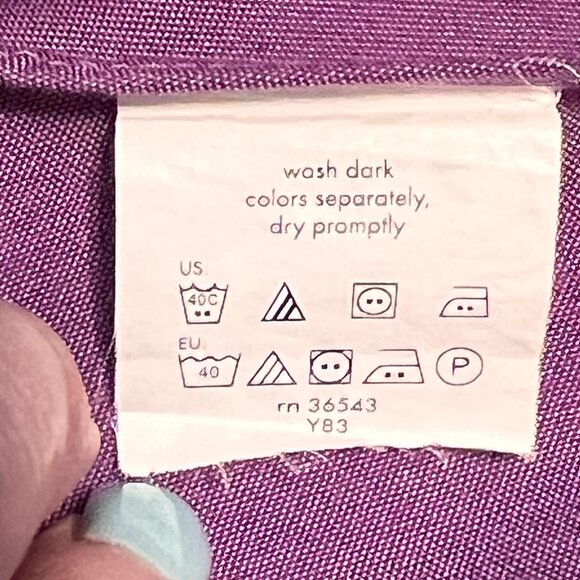 wash dark
colors separately,
dry promptly
US
40C
EU
40 P
rn 36543
Y83